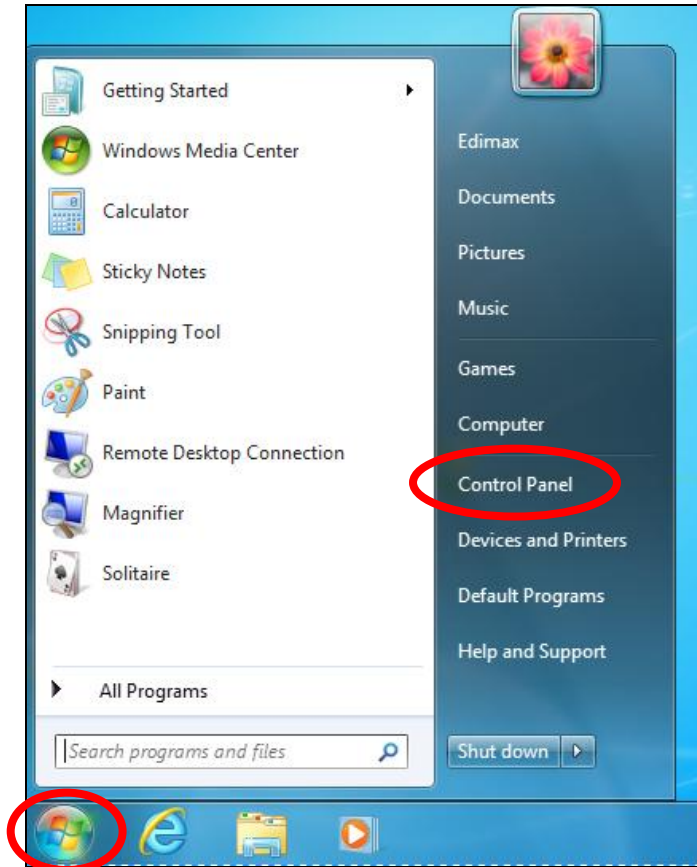 Getting Started
Windows Media Center
Calculator
Sticky Notes
Snipping Tool
Paint
Remote Desktop Connection
Magnifier
Solitaire
All Programs
Search programs and files
Edimax
Documents
Pictures
Music
Games
Computer
Control Panel
Devices and Printers
Default Programs
Help and Support
Shut down